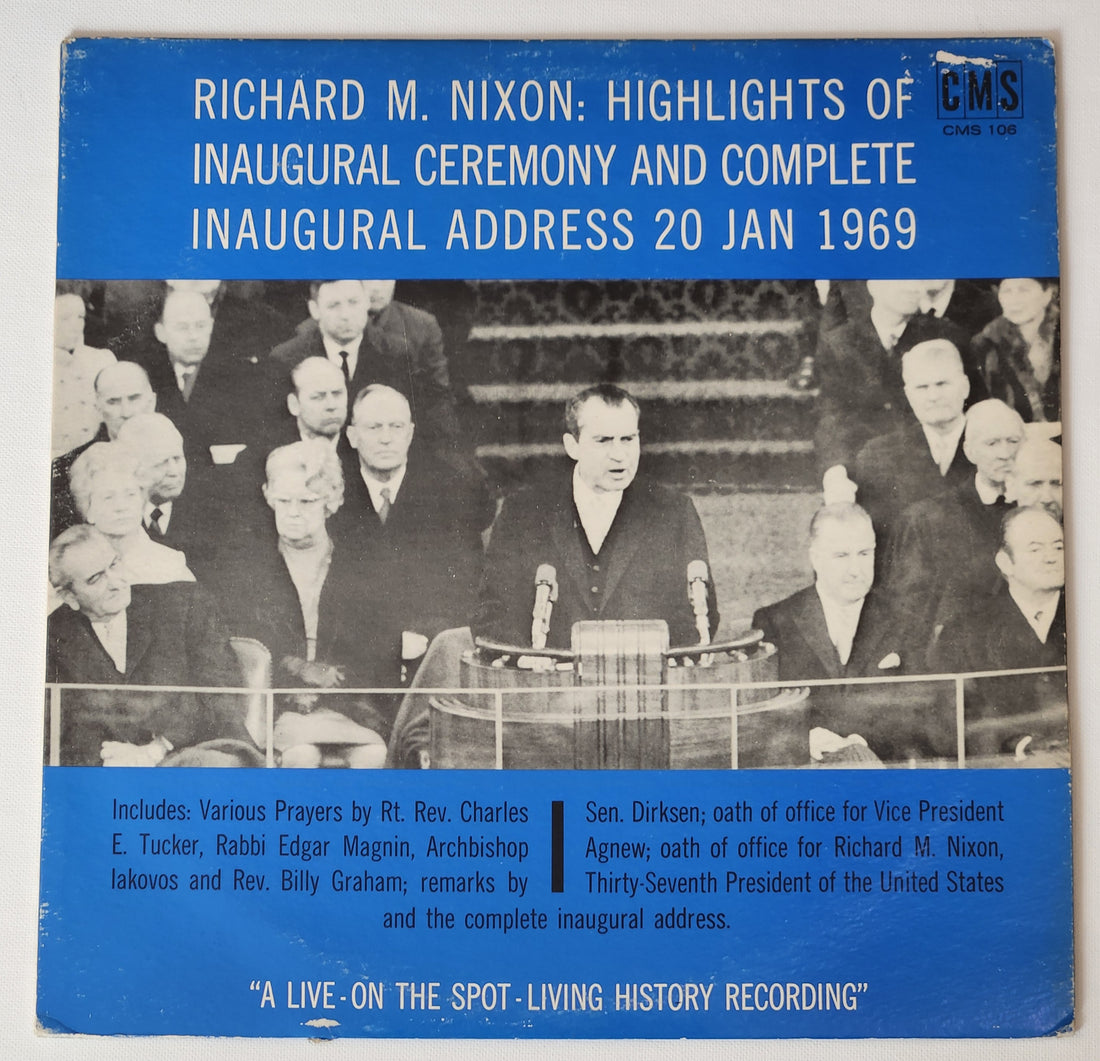 RICHARD M. NIXON: HIGHLIGHTS OF
INAUGURAL CEREMONY AND COMPLETE
INAUGURAL ADDRESS 20 JAN 1969
CMS
CMS 106
Includes: Various Prayers by Rt. Rev. Charles
E. Tucker, Rabbi Edgar Magnin, Archbishop
Iakovos and Rev. Billy Graham; remarks by
Sen. Dirksen; oath of office for Vice President
Agnew; oath of office for Richard M. Nixon,
Thirty-Seventh President of the United States
and the complete inaugural address.
"A LIVE-ON THE SPOT-LIVING HISTORY RECORDING"